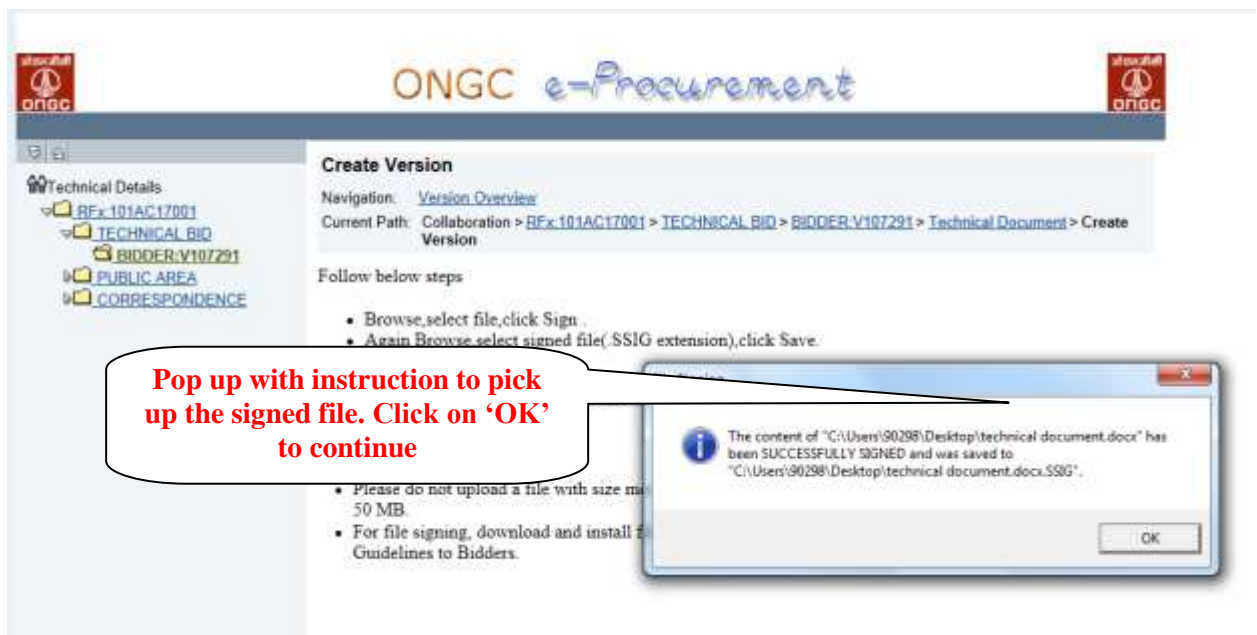 ongc
ONGC e-Procurement
ongc
Technical Details
RFx:101AC17001
TECHNICAL BID
BIDDER:V107291
PUBLIC AREA
CORRESPONDENCE
Create Version
Navigation: Version Overview
Current Path: Collaboration > RFx:101AC17001 > TECHNICAL BID > BIDDER:V107291 > Technical Document > Create
Version
Follow below steps
• Browse,select file,click Sign .
• Again Browse,select signed file(.SSIG extension),click Save.
Pop up with instruction to pick
up the signed file. Click on ‘OK’
to continue
The content of "C:\Users\90298\Desktop\technical document.docx" has
been SUCCESSFULLY SIGNED and was saved to
"C:\Users\90298\Desktop\technical document.docx.SSIG".
OK
• Please do not upload a file with size
50 MB.
• For file signing, download and install
Guidelines to Bidders.